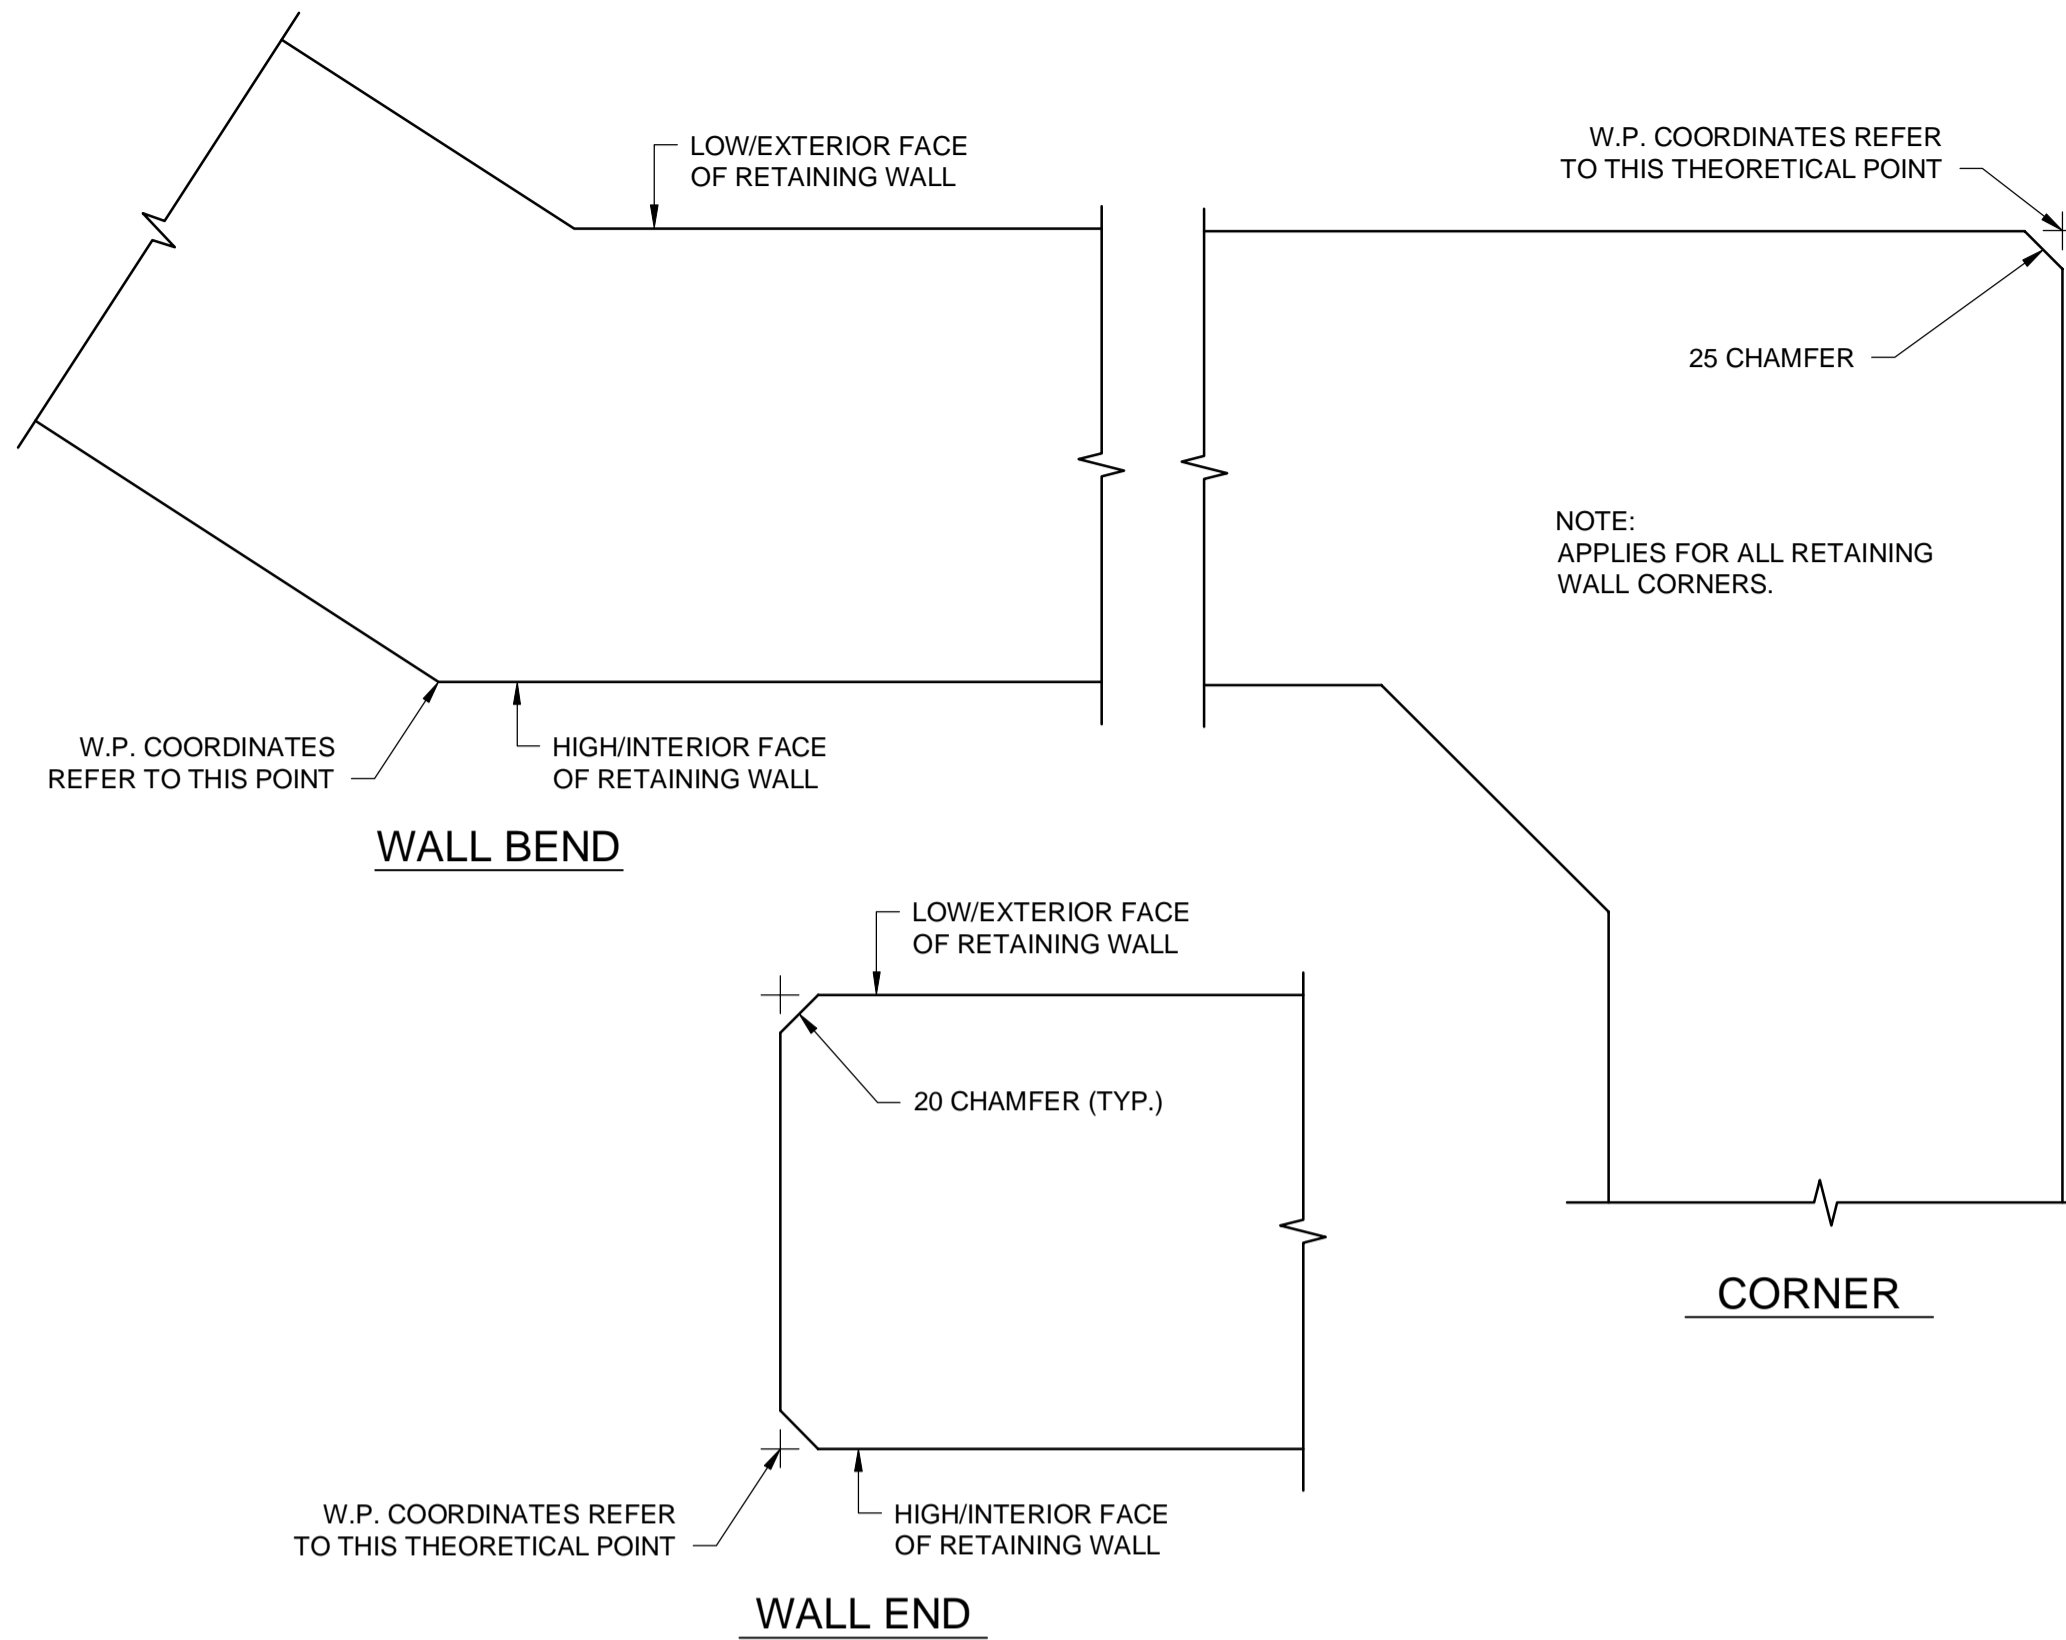 LOW/EXTERIOR FACE
OF RETAINING WALL
W.P. COORDINATES REFER
TO THIS THEORETICAL POINT
25 CHAMFER
NOTE:
APPLIES FOR ALL RETAINING
WALL CORNERS.
W.P. COORDINATES
REFER TO THIS POINT
HIGH/INTERIOR FACE
OF RETAINING WALL
WALL BEND
LOW/EXTERIOR FACE
OF RETAINING WALL
20 CHAMFER (TYP.)
CORNER
W.P. COORDINATES REFER
TO THIS THEORETICAL POINT
HIGH/INTERIOR FACE
OF RETAINING WALL
WALL END